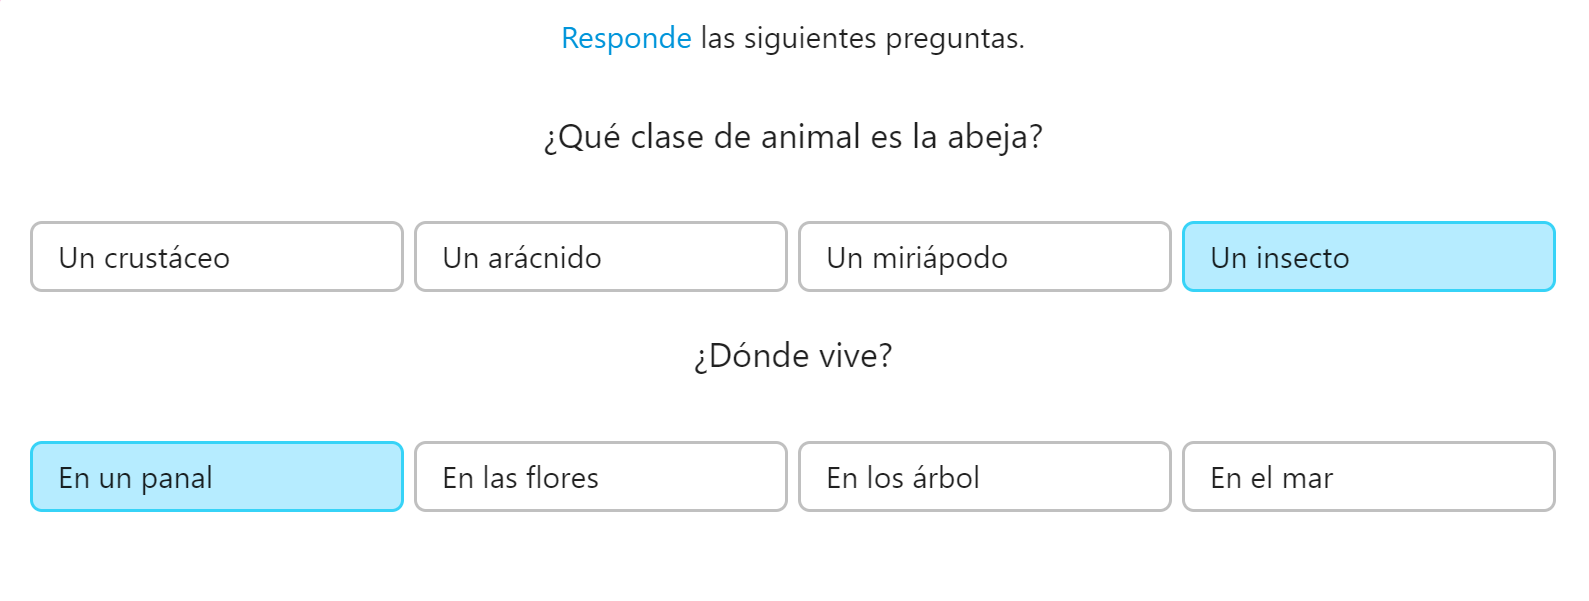 Responde las siguientes preguntas.
¿Qué clase de animal es la abeja?
Un crustáceo
Un arácnido
Un miriápodo
Un insecto
¿Dónde vive?
En un panal
En las flores
En los árbol
En el mar